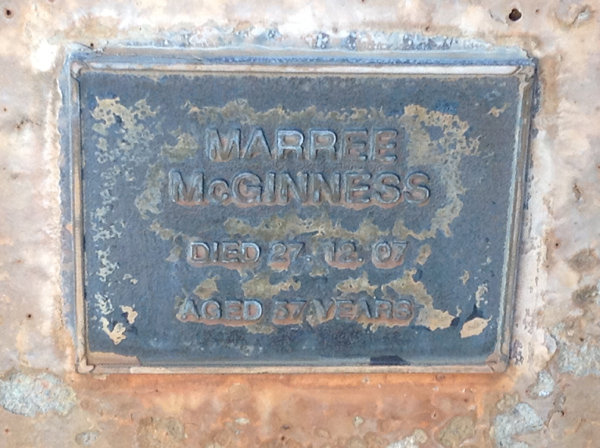 MARREE
McGINNESS
DIED 27. 12. 07
AGED 57 YEARS